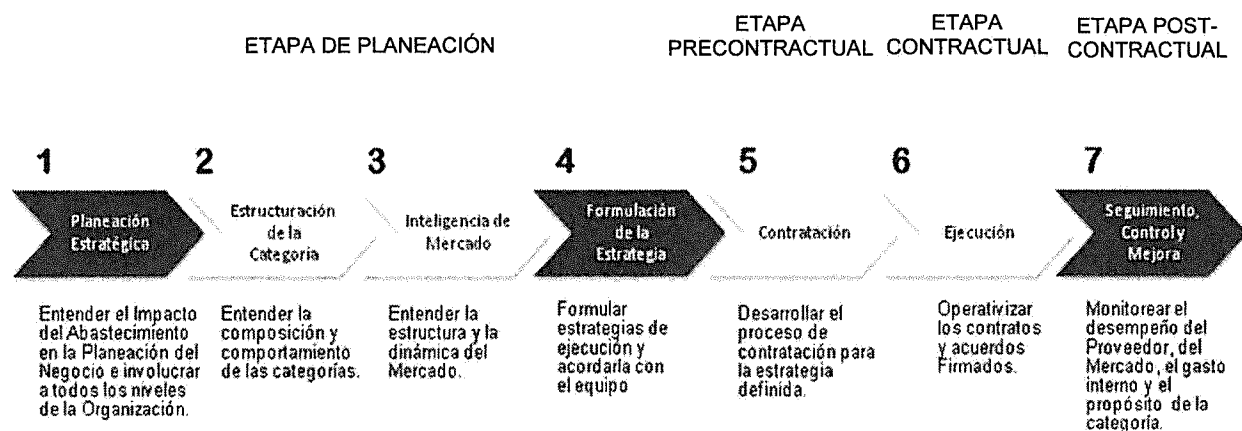 ETAPA DE PLANEACIÓN
ETAPA
PRECONTRACTUAL
ETAPA
CONTRACTUAL
ETAPA POST-
CONTRACTUAL
1
2
3
4
5
6
7
Planeación
Estratégica
Estructuración
de la
Categoría
Inteligencia de
Mercado
Formulación
de la
Estrategia
Contratación
Ejecución
Seguimiento,
Control y
Mejora
Entender el Impacto
del Abastecimiento
en la Planeación del
Negocio e involucrar
a todos los niveles
de la Organización.
Entender la
composición y
comportamiento
de las categorías.
Entender la
estructura y la
dinámica del
Mercado.
Formular
estrategias de
ejecución y
acordarla con
el equipo
Desarrollar el
proceso de
contratación para
la estrategia
definida.
Operativizar
los contratos
y acuerdos
Firmados.
Monitorear el
desempeño del
Proveedor, del
Mercado, el gasto
interno y el
propósito de la
categoría.